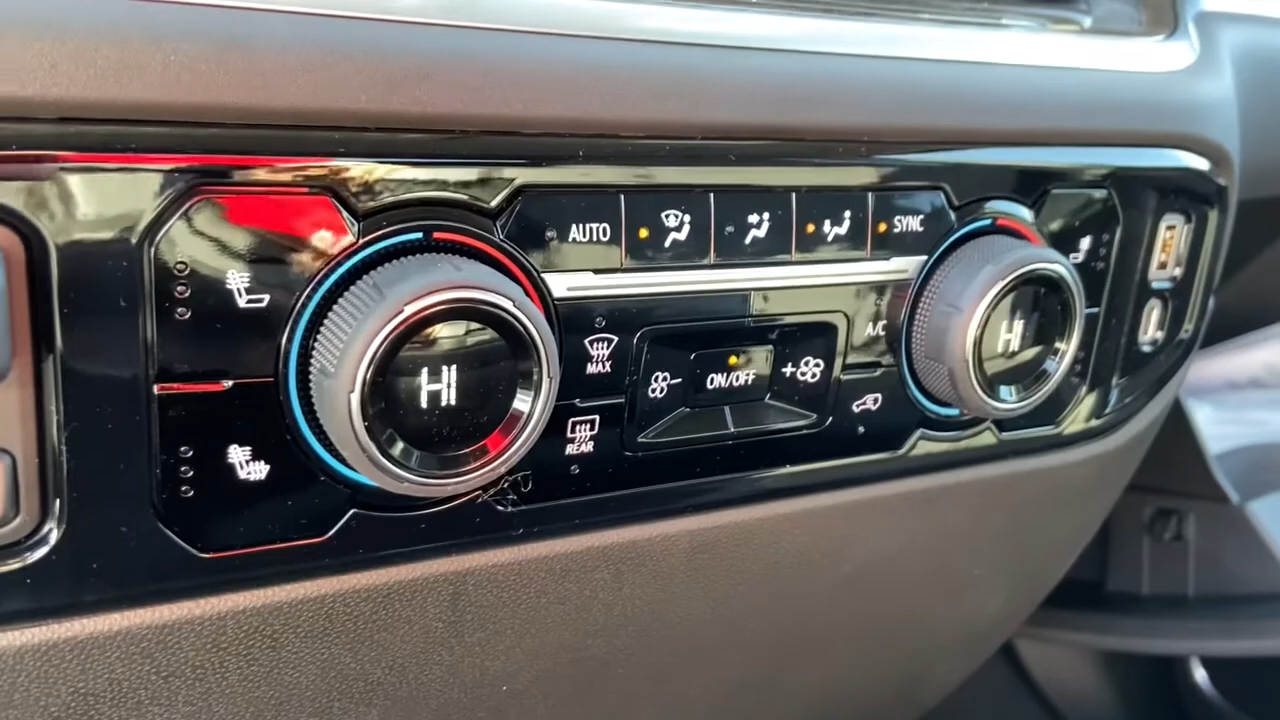 AUTO
SYNC
HI
MAX
REAR
ON/OFF
A/C
HI